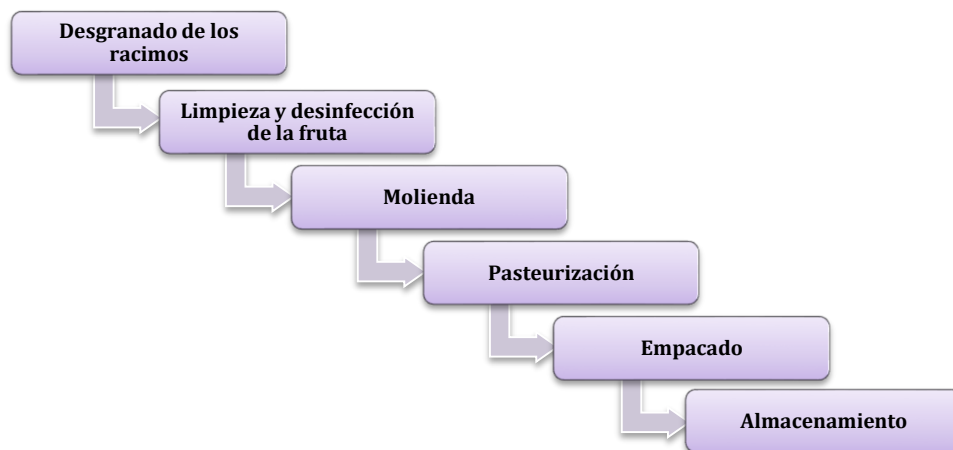 Desgranado de los
racimos
Limpieza y desinfección
de la fruta
Molienda
Pasteurización
Empacado
Almacenamiento